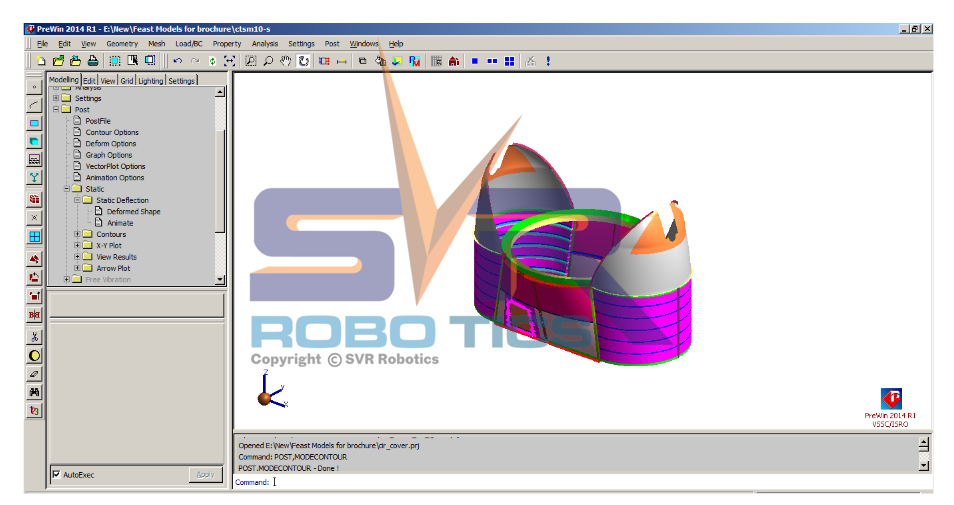 PreWin 2014 R1 - E:\New\Feast Models for brochure\ctsm10-s
File Edit View Geometry Mesh Load/BC Property Analysis Settings Post Windows Help
Modelling Edit View Grid Lighting Settings
Analysis
Settings
Post
PostFile
Contour Options
Deform Options
Graph Options
VectorPlot Options
Animation Options
Static
Static Deflection
Deformed Shape
Animate
Contours
X-Y Plot
View Results
Arrow Plot
Free Vibration
SVR
ROBOTICS
Copyright © SVR Robotics
Z
Y
X
PreWin 2014 R1
VSSC/ISRO
Opened E:\New\Feast Models for brochure\dr_cover.prj
Command: POST,MODECONTOUR
POST.MODECONTOUR - Done !
AutoExec
Apply
Command: